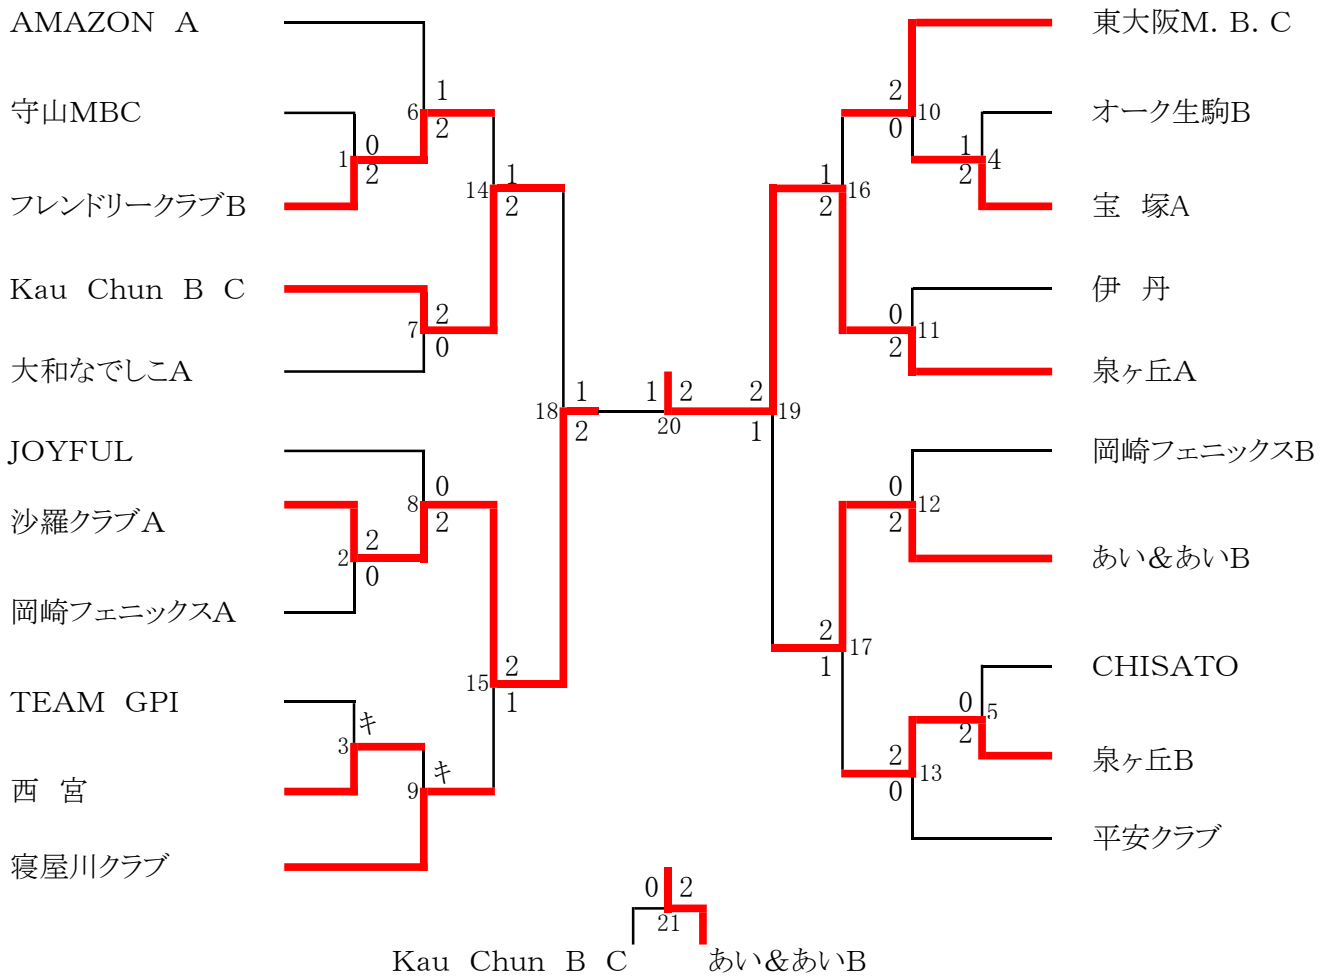 AMAZON A
守山MBC
フレンドリークラブB
Kau Chun B C
大和なでしこA
JOYFUL
沙羅クラブA
岡崎フェニックスA
TEAM GPI
西 宮
寝屋川クラブ
1
0
2
6
1
2
7
2
0
14
1
2
2
2
0
8
0
2
3
キ
9
キ
15
2
1
18
1
2
1
2
20
2
1
19
1
2
16
2
0
10
1
2
4
0
2
11
0
2
12
2
1
17
0
2
5
2
0
13
東大阪M. B. C
オーク生駒B
宝 塚A
伊 丹
泉ヶ丘A
岡崎フェニックスB
あい&あいB
CHISATO
泉ヶ丘B
平安クラブ
0
2
21
Kau Chun B C
あい&あいB